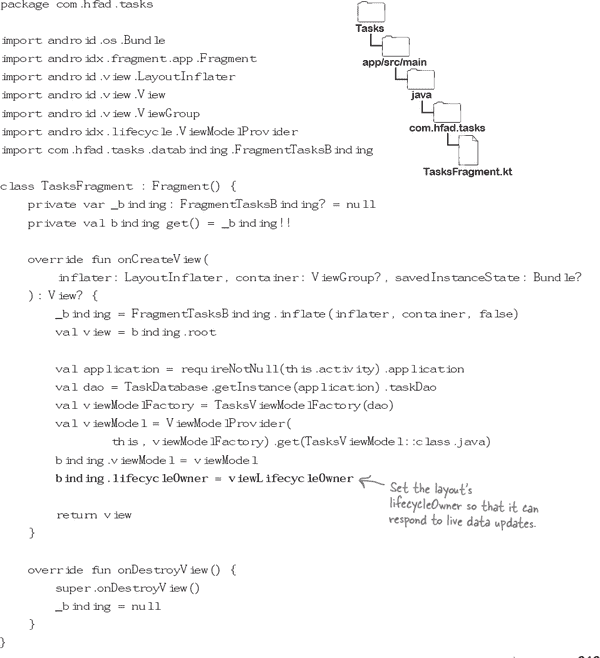 package com.hfad.tasks
import android.os.Bundle
import androidx.fragment.app.Fragment
import android.view.LayoutInflater
import android.view.View
import android.view.ViewGroup
import androidx.lifecycle.ViewModelProvider
import com.hfad.tasks.databinding.FragmentTasksBinding
Tasks
app/src/main
java
com.hfad.tasks
TasksFragment.kt
class TasksFragment : Fragment() {
    private var _binding: FragmentTasksBinding? = null
    private val binding get() = _binding!!
    override fun onCreateView(
        inflater: LayoutInflater, container: ViewGroup?, savedInstanceState: Bundle?
    ): View? {
        _binding = FragmentTasksBinding.inflate(inflater, container, false)
        val view = binding.root
        val application = requireNotNull(this.activity).application
        val dao = TaskDatabase.getInstance(application).taskDao
        val viewModelFactory = TasksViewModelFactory(dao)
        val viewModel = ViewModelProvider(
                this, viewModelFactory).get(TasksViewModel::class.java)
        binding.viewModel = viewModel
        binding.lifecycleOwner = viewLifecycleOwner
Set the layout's
lifecycleOwner so that it can
respond to live data updates.
        return view
    }
    override fun onDestroyView() {
        super.onDestroyView()
        _binding = null
    }
}